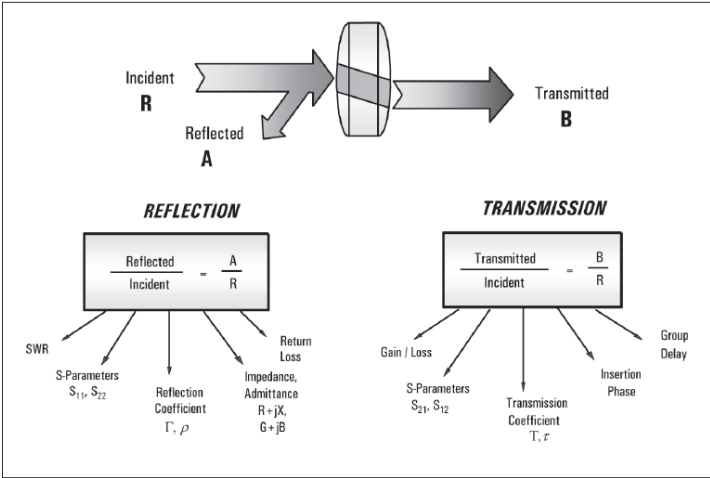 Incident
R
Reflected
A
Transmitted
B
REFLECTION
Reflected
Incident
=
A
R
SWR
S-Parameters
S₁₁, S₂₂
Reflection
Coefficient
Γ, ρ
Impedance,
Admittance
R+jX,
G+jB
Return
Loss
TRANSMISSION
Transmitted
Incident
=
B
R
Gain / Loss
S-Parameters
S₂₁, S₁₂
Transmission
Coefficient
T, τ
Insertion
Phase
Group
Delay